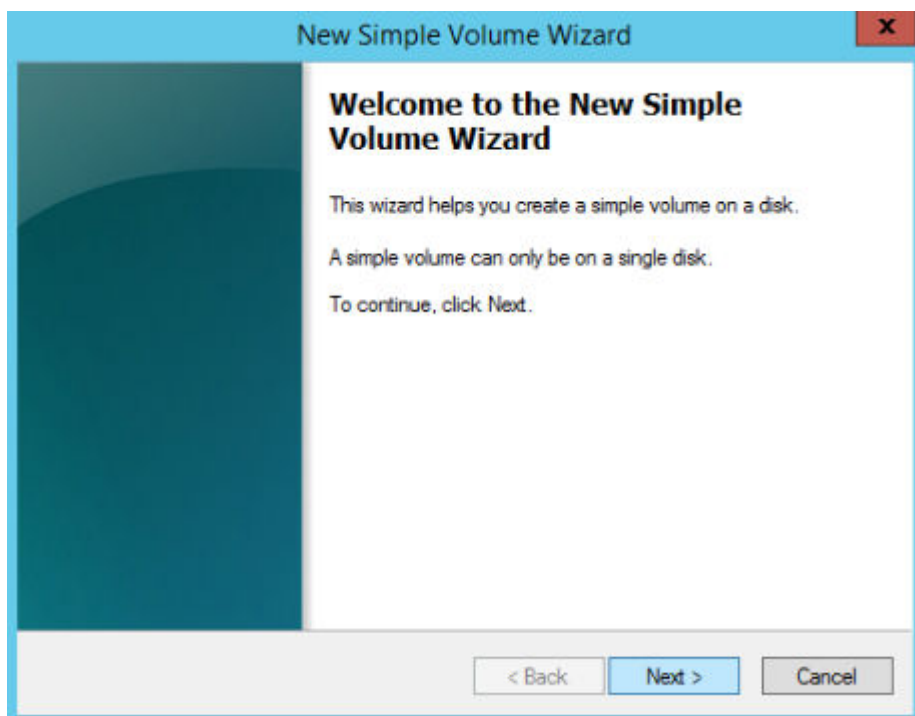 New Simple Volume Wizard
x
Welcome to the New Simple
Volume Wizard
This wizard helps you create a simple volume on a disk.
A simple volume can only be on a single disk.
To continue, click Next.
< Back
Next >
Cancel